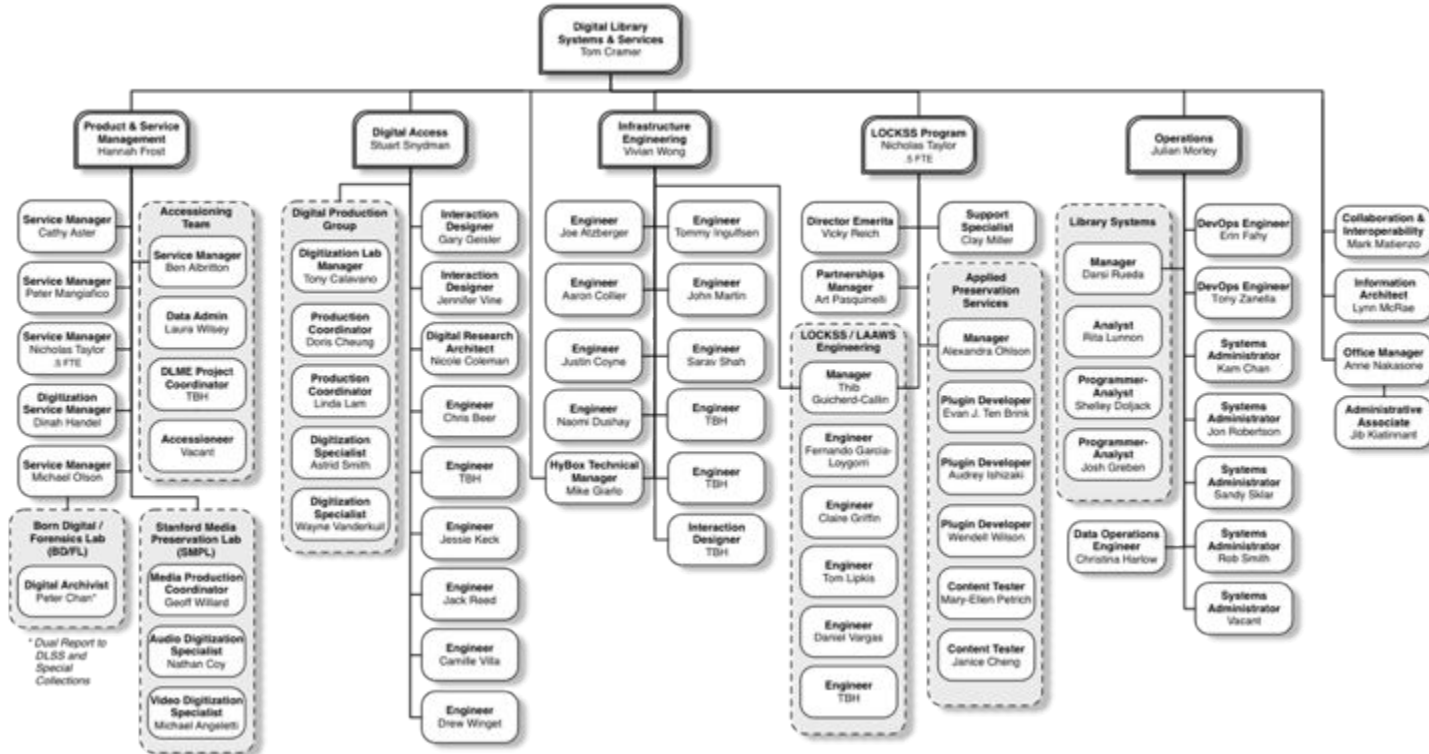 Digital Library
Systems & Services
Tom Cramer
Product & Service
Management
Hannah Frost
Digital Access
Stuart Snydman
Infrastructure
Engineering
Vivian Wong
LOCKSS Program
Nicholas Taylor
.5 FTE
Operations
Julian Morley
Service Manager
Cathy Aster
Service Manager
Peter Mangiafico
Service Manager
Nicholas Taylor
.5 FTE
Digitization
Service Manager
Dinah Handel
Service Manager
Michael Olson
Born Digital /
Forensics Lab
(BD/FL)
Digital Archivist
Peter Chan*
* Dual Report to
DLSS and
Special
Collections
Accessioning
Team
Service Manager
Ben Albritton
Data Admin
Laura Wilsey
DLME Project
Coordinator
TBH
Accessioneer
Vacant
Stanford Media
Preservation Lab
(SMPL)
Media Production
Coordinator
Geoff Willard
Audio Digitization
Specialist
Nathan Coy
Video Digitization
Specialist
Michael Angeletti
Digital Production
Group
Digitization Lab
Manager
Tony Calavano
Production
Coordinator
Doris Cheung
Production
Coordinator
Linda Lam
Digitization
Specialist
Astrid Smith
Digitization
Specialist
Wayne Vanderkuil
Interaction
Designer
Gary Geisler
Interaction
Designer
Jennifer Vine
Digital Research
Architect
Nicole Coleman
Engineer
Chris Beer
Engineer
TBH
Engineer
Jessie Keck
Engineer
Jack Reed
Engineer
Camille Villa
Engineer
Drew Winget
Engineer
Joe Atzberger
Engineer
Aaron Collier
Engineer
Justin Coyne
Engineer
Naomi Dushay
HyBox Technical
Manager
Mike Giarlo
Engineer
Tommy Ingulfsen
Engineer
John Martin
Engineer
Sarav Shah
Engineer
TBH
Engineer
TBH
Interaction
Designer
TBH
Director Emerita
Vicky Reich
Partnerships
Manager
Art Pasquinelli
LOCKSS / LAAWS
Engineering
Manager
Thib
Guicherd-Callin
Engineer
Fernando Garcia-
Loygorri
Engineer
Claire Griffin
Engineer
Tom Lipkis
Engineer
Daniel Vargas
Engineer
TBH
Support
Specialist
Clay Miller
Applied
Preservation
Services
Manager
Alexandra Ohlson
Plugin Developer
Evan J. Ten Brink
Plugin Developer
Audrey Ishizaki
Plugin Developer
Wendell Wilson
Content Tester
Mary-Ellen Petrich
Content Tester
Janice Cheng
Library Systems
Manager
Darsi Rueda
Analyst
Rita Lunnon
Programmer-
Analyst
Shelley Doljack
Programmer-
Analyst
Josh Greben
Data Operations
Engineer
Christina Harlow
DevOps Engineer
Erin Fahy
DevOps Engineer
Tony Zanella
Systems
Administrator
Kam Chan
Systems
Administrator
Jon Robertson
Systems
Administrator
Sandy Sklar
Systems
Administrator
Rob Smith
Systems
Administrator
Vacant
Collaboration &
Interoperability
Mark Matienzo
Information
Architect
Lynn McRae
Office Manager
Anne Nakasone
Administrative
Associate
Jib Kiatinnant